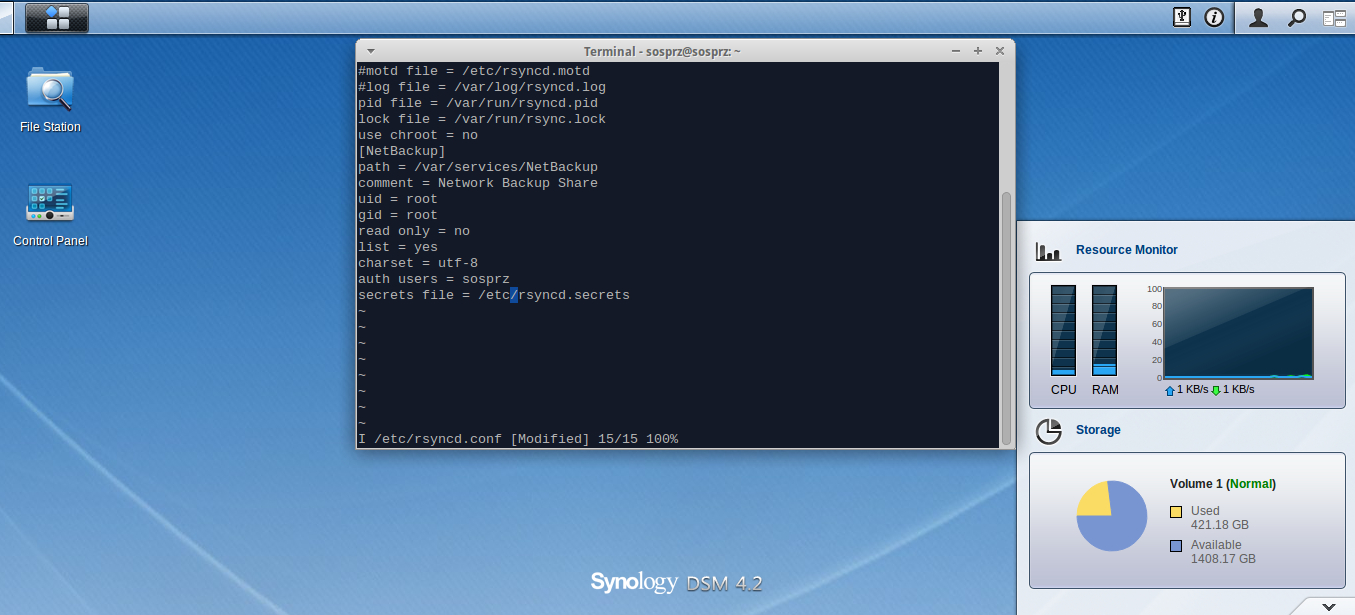 File Station
Control Panel
Terminal - sosprz@sosprz: ~
#motd file = /etc/rsyncd.motd
#log file = /var/log/rsyncd.log
pid file = /var/run/rsyncd.pid
lock file = /var/run/rsync.lock
use chroot = no
[NetBackup]
path = /var/services/NetBackup
comment = Network Backup Share
uid = root
gid = root
read only = no
list = yes
charset = utf-8
auth users = sosprz
secrets file = /etc/rsyncd.secrets
~
~
~
~
~
~
~
~
I /etc/rsyncd.conf [Modified] 15/15 100%
Resource Monitor
100
80
60
40
20
0
CPU RAM
1 KB/s 1 KB/s
Storage
Volume 1 (Normal)
Used
421.18 GB
Available
1408.17 GB
Synology DSM 4.2